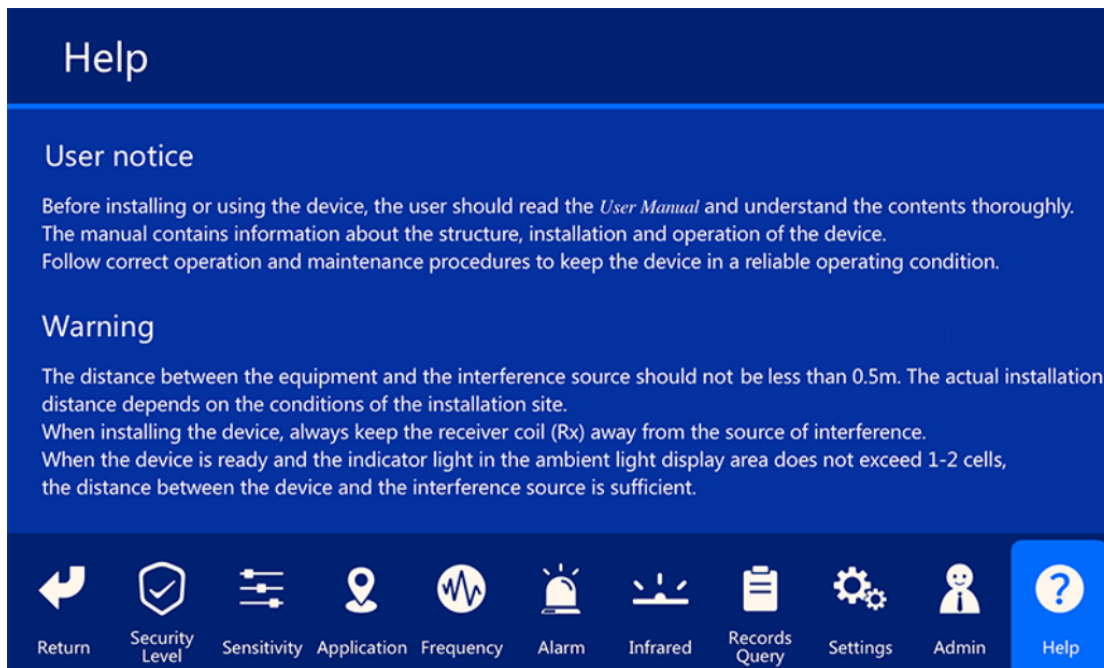 Help
User notice
Before installing or using the device, the user should read the User Manual and understand the contents thoroughly.
The manual contains information about the structure, installation and operation of the device.
Follow correct operation and maintenance procedures to keep the device in a reliable operating condition.
Warning
The distance between the equipment and the interference source should not be less than 0.5m. The actual installation
distance depends on the conditions of the installation site.
When installing the device, always keep the receiver coil (Rx) away from the source of interference.
When the device is ready and the indicator light in the ambient light display area does not exceed 1-2 cells,
the distance between the device and the interference source is sufficient.
Return
Security
Level
Sensitivity
Application
Frequency
Alarm
Infrared
Records
Query
Settings
Admin
Help